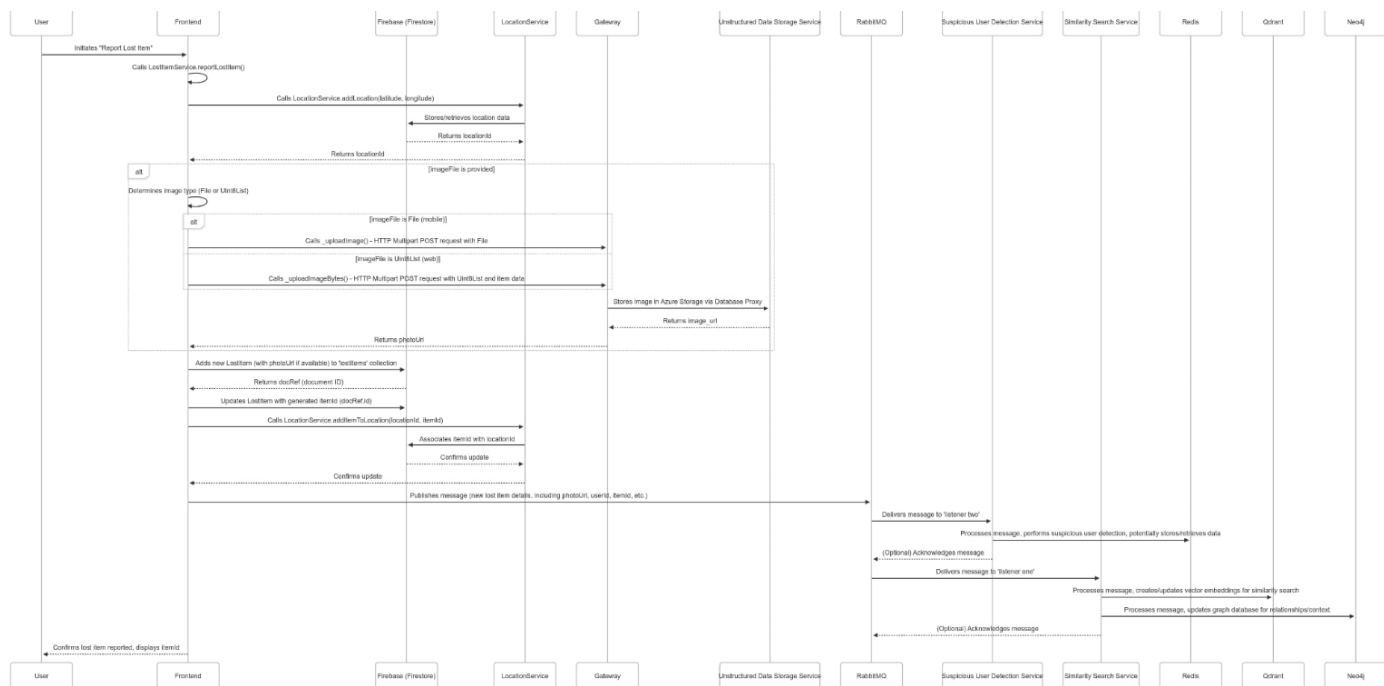 User Frontend Firebase (Firestore) LocationService Gateway Unstructured Data Storage Service RabbitMQ Suspicious User Detection Service Similarity Search Service Redis Qdrant Neo4j
Initiates "Report Lost Item"
Calls LostItemService.reportLostItem()
Calls LocationService.addLocation(latitude, longitude)
Stores/retrieves location data
Returns locationId
Returns locationId
alt [imageFile is provided]
Determines image type (File or UInt8List)
alt [imageFile is File (mobile)]
Calls _uploadImage() - HTTP Multipart POST request with File
[imageFile is UInt8List (web)]
Calls _uploadImageBytes() - HTTP Multipart POST request with UInt8List and item data
Stores image in Azure Storage via Database Proxy
Returns image_url
Returns photoUrl
Adds new LostItem (with photoUrl if available) to 'lostItems' collection
Returns docRef (document ID)
Updates LostItem with generated itemId (docRef.id)
Calls LocationService.addItemToLocation(locationId, itemId)
Associates itemId with locationId
Confirms update
Confirms update
Publishes message (new lost item details, including photoUrl, userId, itemId, etc.)
Delivers message to 'listener two'
Processes message, performs suspicious user detection, potentially stores/retrieves data
(Optional) Acknowledges message
Delivers message to 'listener one'
Processes message, creates/updates vector embeddings for similarity search
Processes message, updates graph database for relationships/context
(Optional) Acknowledges message
Confirms lost item reported, displays itemId
User Frontend Firebase (Firestore) LocationService Gateway Unstructured Data Storage Service RabbitMQ Suspicious User Detection Service Similarity Search Service Redis Qdrant Neo4j